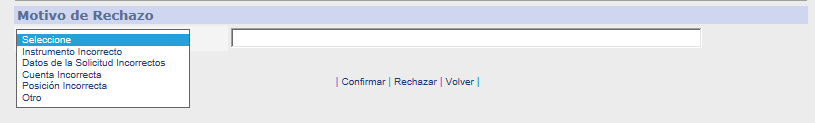 Motivo de Rechazo
Seleccione
Instrumento Incorrecto
Datos de la Solicitud Incorrectos
Cuenta Incorrecta
Posición Incorrecta
Otro
| Confirmar | Rechazar | Volver |